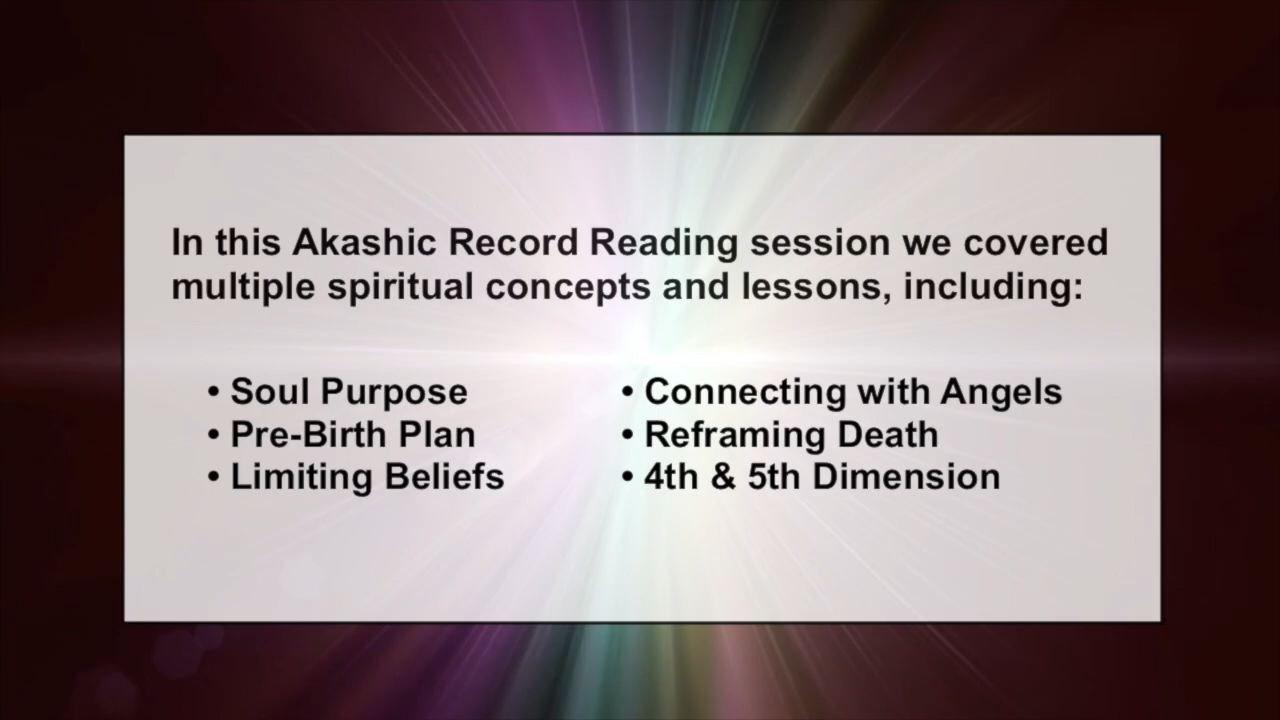 In this Akashic Record Reading session we covered
multiple spiritual concepts and lessons, including:
• Soul Purpose
• Pre-Birth Plan
• Limiting Beliefs
• Connecting with Angels
• Reframing Death
• 4th & 5th Dimension